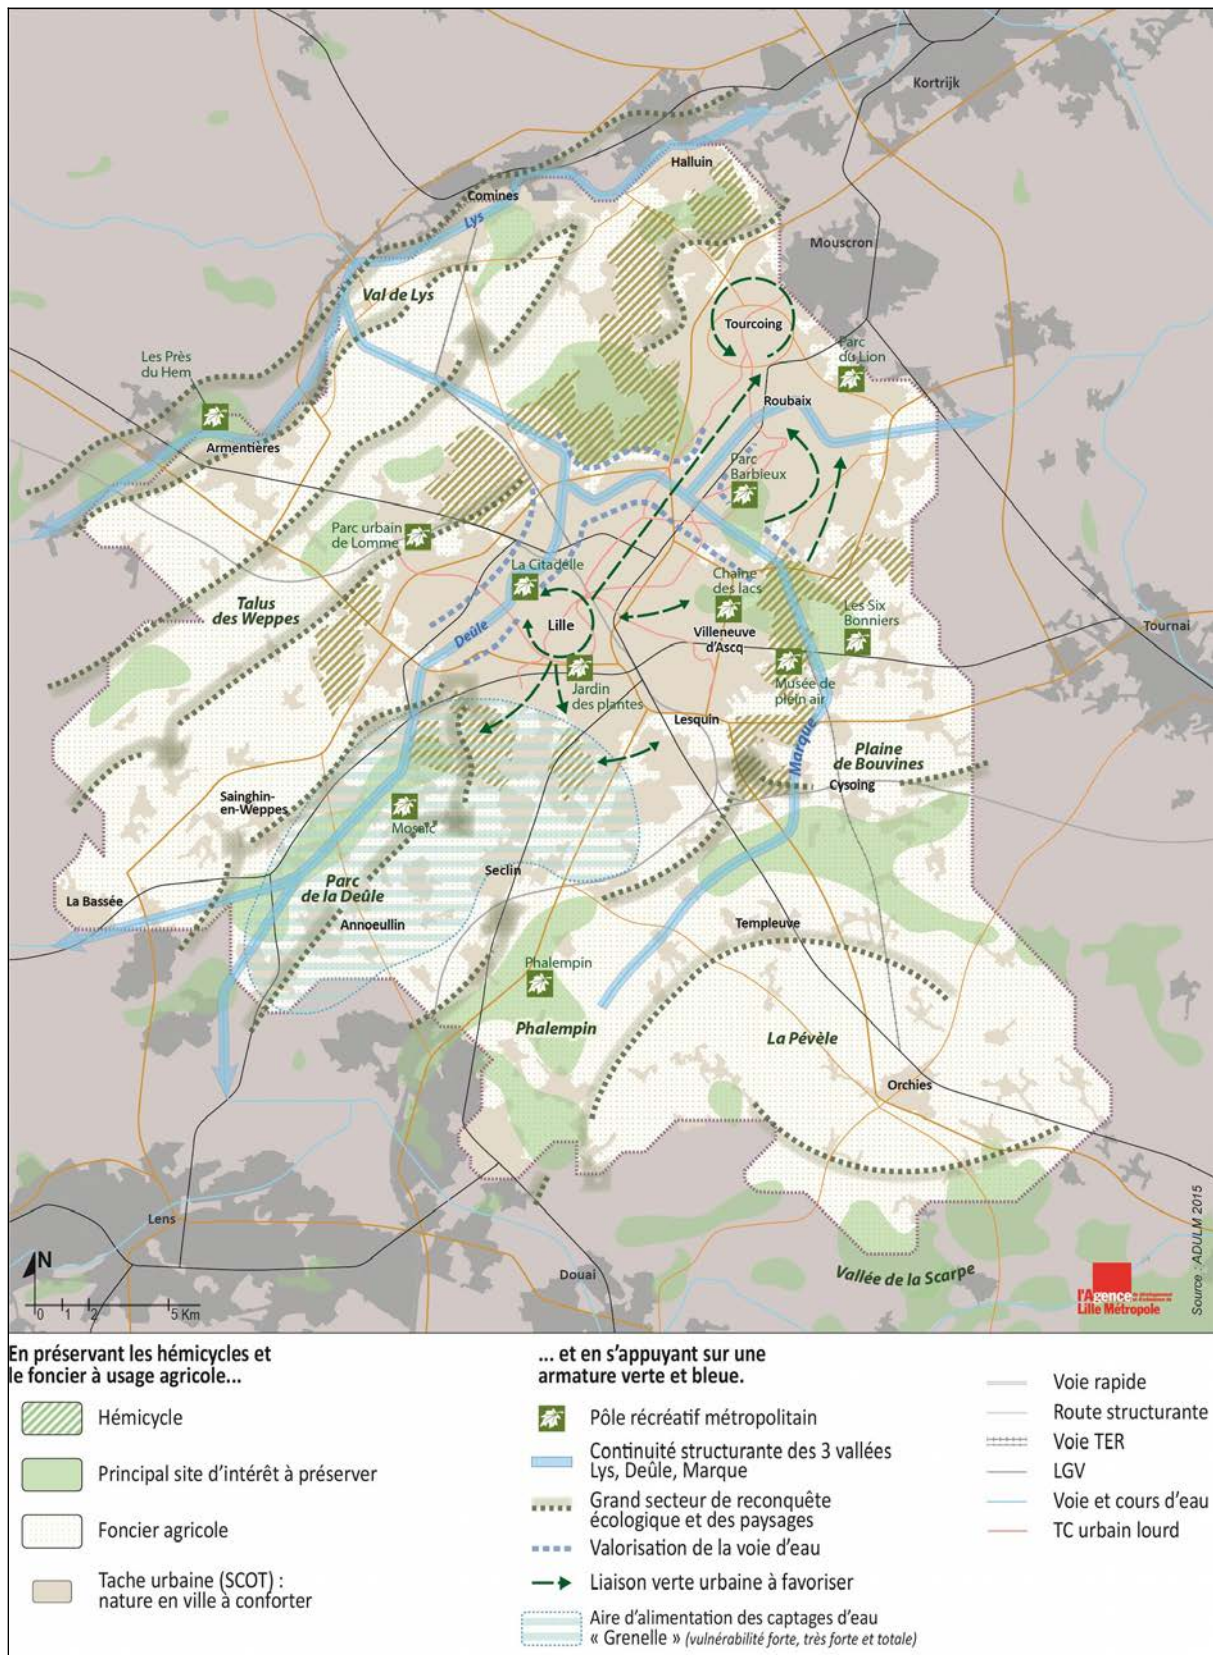 Kortrijk
Halluin
Comines
Lys
Mouscron
Val de Lys
Tourcoing
Les Près
du Hem
Parc
du Lion
Roubaix
Armentières
Parc
Barbieux
Parc urbain
de Lomme
La Citadelle
Chaîne
des lacs
Talus
des Weppes
Les Six
Bonniers
Lille
Deûle
Villeneuve
d'Ascq
Tournai
Jardin
des plantes
Musée de
plein air
Lesquin
Marque
Plaine
de Bouvines
Cysoing
Sainghin-
en-Weppes
Mosaïc
Seclin
Parc
de la Deûle
La Bassée
Annoeullin
Templeuve
Phalempin
Phalempin
La Pévèle
Orchies
Lens
Douai
Vallée de la Scarpe
N
0 1 2 5 Km
l'Agence
Lille Métropole
Source : ADULM 2015
En préservant les hémicycles et
le foncier à usage agricole...
Hémicycle
Principal site d'intérêt à préserver
Foncier agricole
Tache urbaine (SCOT) :
nature en ville à conforter
... et en s'appuyant sur une
armature verte et bleue.
Pôle récréatif métropolitain
Continuité structurante des 3 vallées
Lys, Deûle, Marque
Grand secteur de reconquête
écologique et des paysages
Valorisation de la voie d'eau
Liaison verte urbaine à favoriser
Aire d'alimentation des captages d'eau
« Grenelle » (vulnérabilité forte, très forte et totale)
Voie rapide
Route structurante
Voie TER
LGV
Voie et cours d'eau
TC urbain lourd